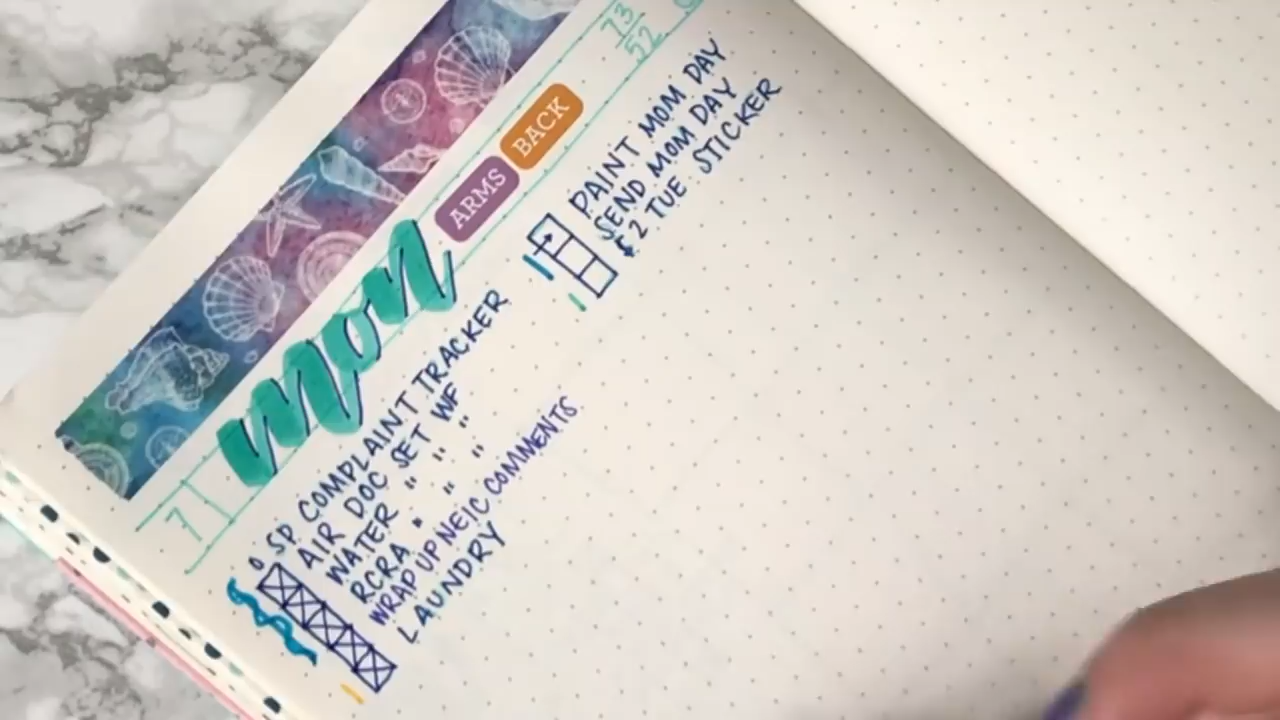 73
52
ARMS BACK
mon
7
SP COMPLAINT TRACKER
AIR DOC SET WF
WATER " " "
RCRA " " "
WRAP UP NEIC COMMENTS
LAUNDRY
PAINT MOM DAY
SEND MOM DAY
$2 TUE STICKER